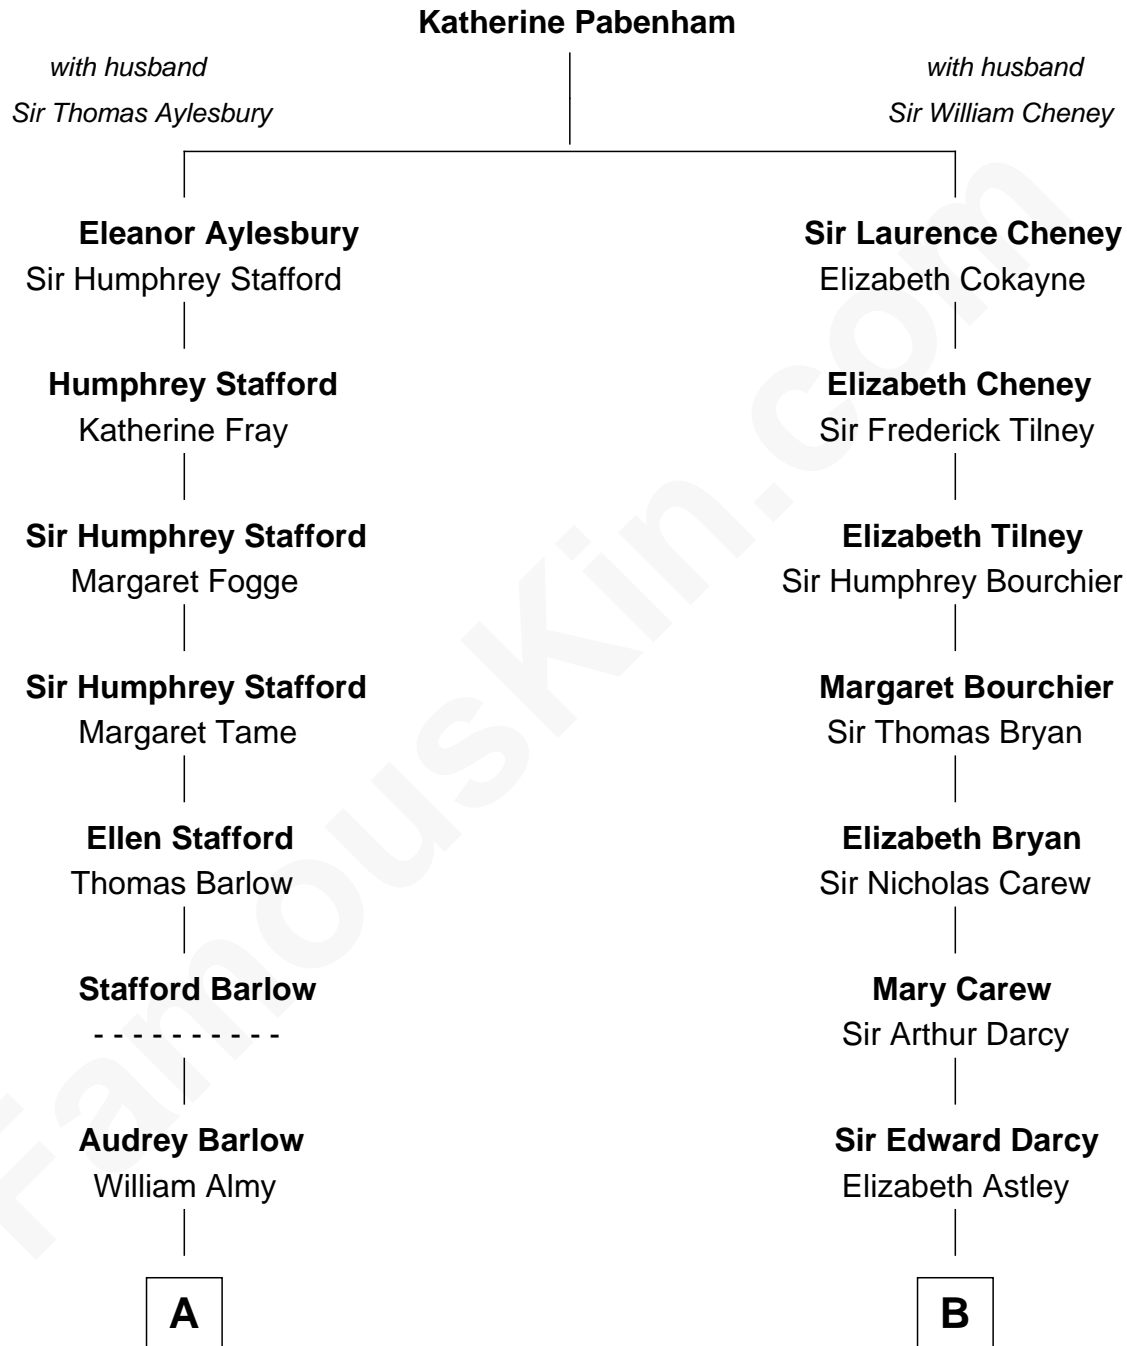 Katherine Pabenham
with husband
Sir Thomas Aylesbury
with husband
Sir William Cheney
Eleanor Aylesbury
Sir Humphrey Stafford
Sir Laurence Cheney
Elizabeth Cokayne
Humphrey Stafford
Katherine Fray
Elizabeth Cheney
Sir Frederick Tilney
Sir Humphrey Stafford
Margaret Fogge
Elizabeth Tilney
Sir Humphrey Bourchier
Sir Humphrey Stafford
Margaret Tame
Margaret Bourchier
Sir Thomas Bryan
Ellen Stafford
Thomas Barlow
Elizabeth Bryan
Sir Nicholas Carew
Stafford Barlow
- - - - - - - - - -
Mary Carew
Sir Arthur Darcy
Audrey Barlow
William Almy
Sir Edward Darcy
Elizabeth Astley
A
B
FamousKin.com